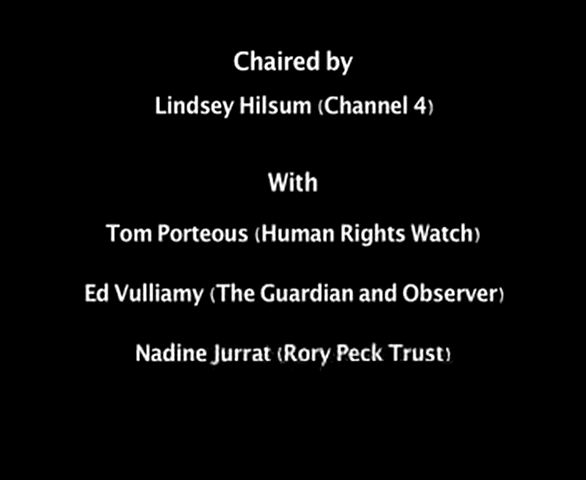 Chaired by
Lindsey Hilsum (Channel 4)
With
Tom Porteous (Human Rights Watch)
Ed Vulliamy (The Guardian and Observer)
Nadine Jurrat (Rory Peck Trust)